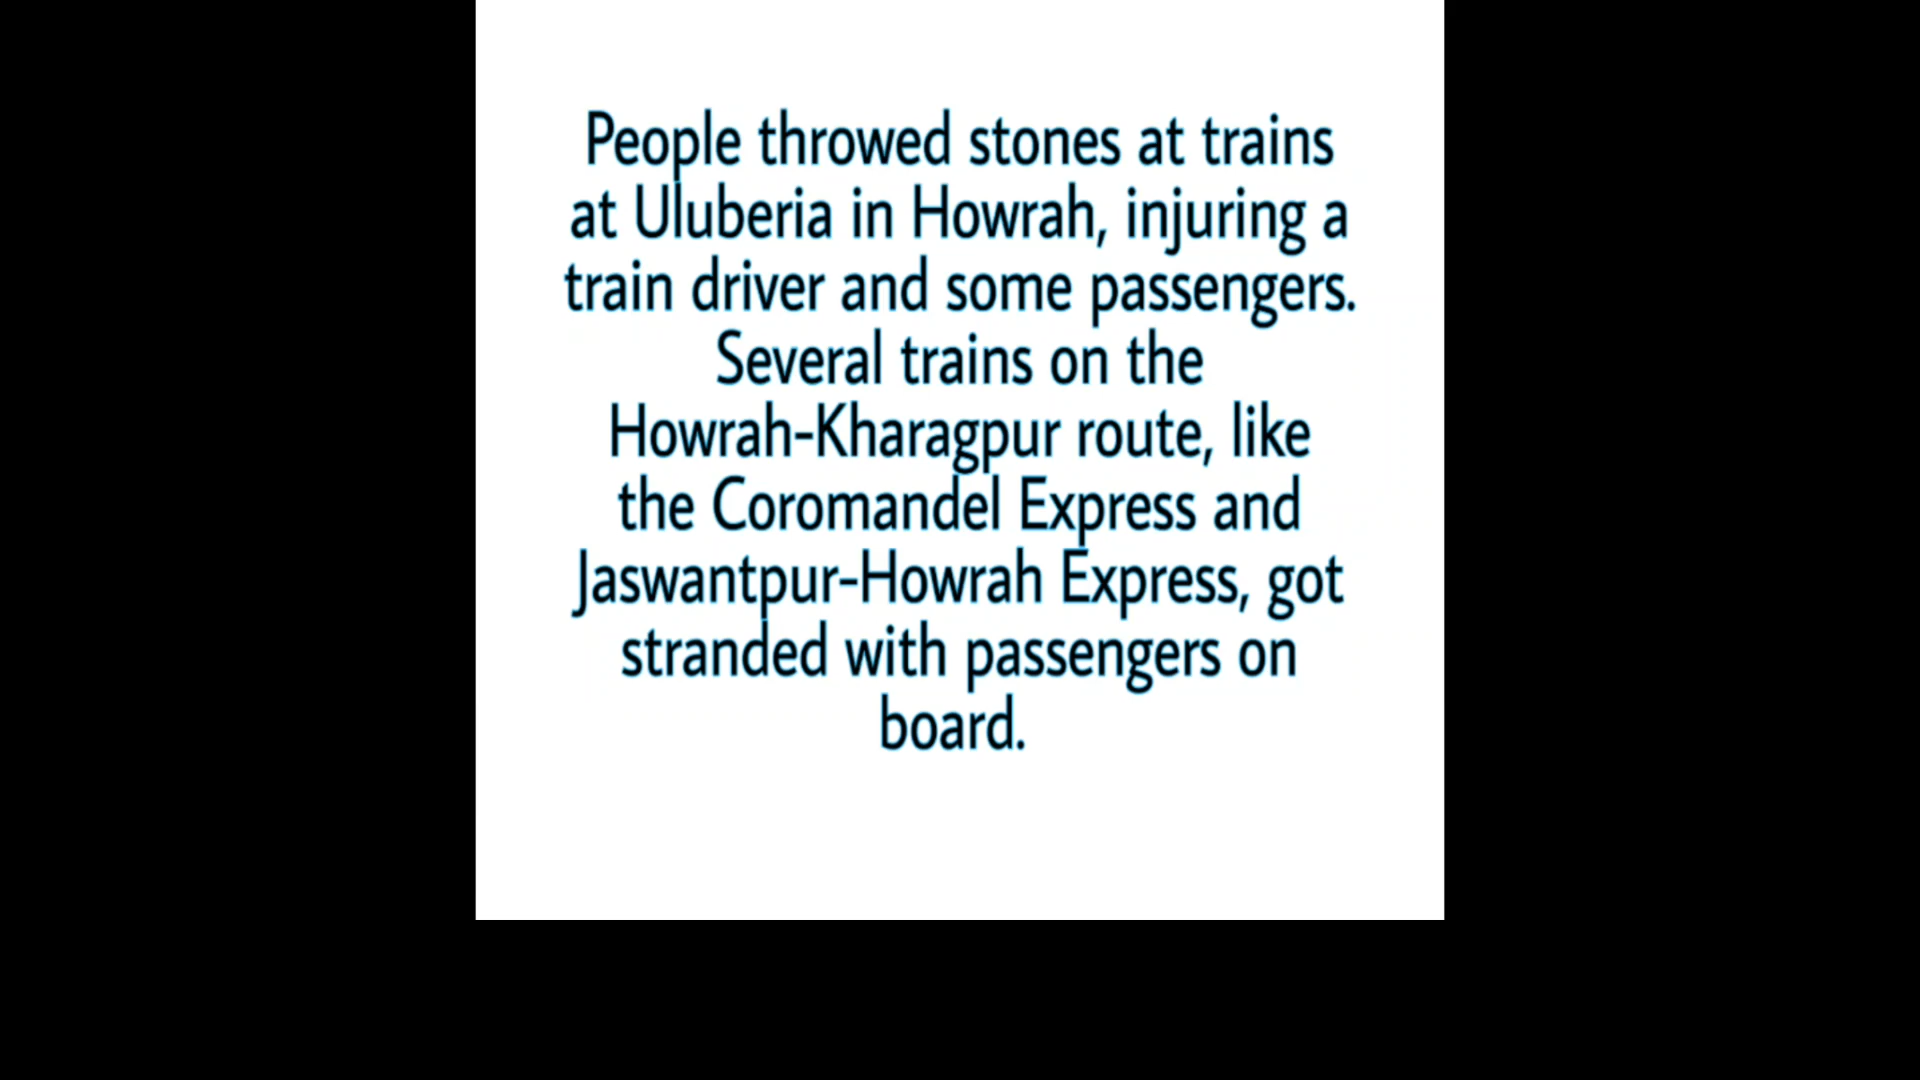 People throwed stones at trains
at Uluberia in Howrah, injuring a
train driver and some passengers.
Several trains on the
Howrah-Kharagpur route, like
the Coromandel Express and
Jaswantpur-Howrah Express, got
stranded with passengers on
board.